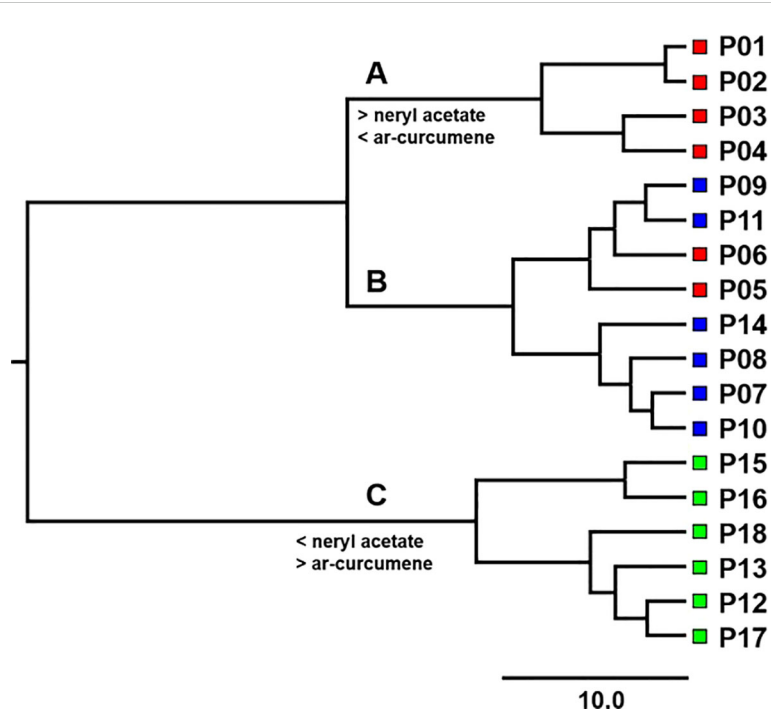 P01
A
P02
> neryl acetate
P03
< ar-curcumene
P04
P09
P11
P06
B
P05
P14
P08
P07
P10
P15
C
P16
P18
< neryl acetate
> ar-curcumene
P13
P12
P17
10.0